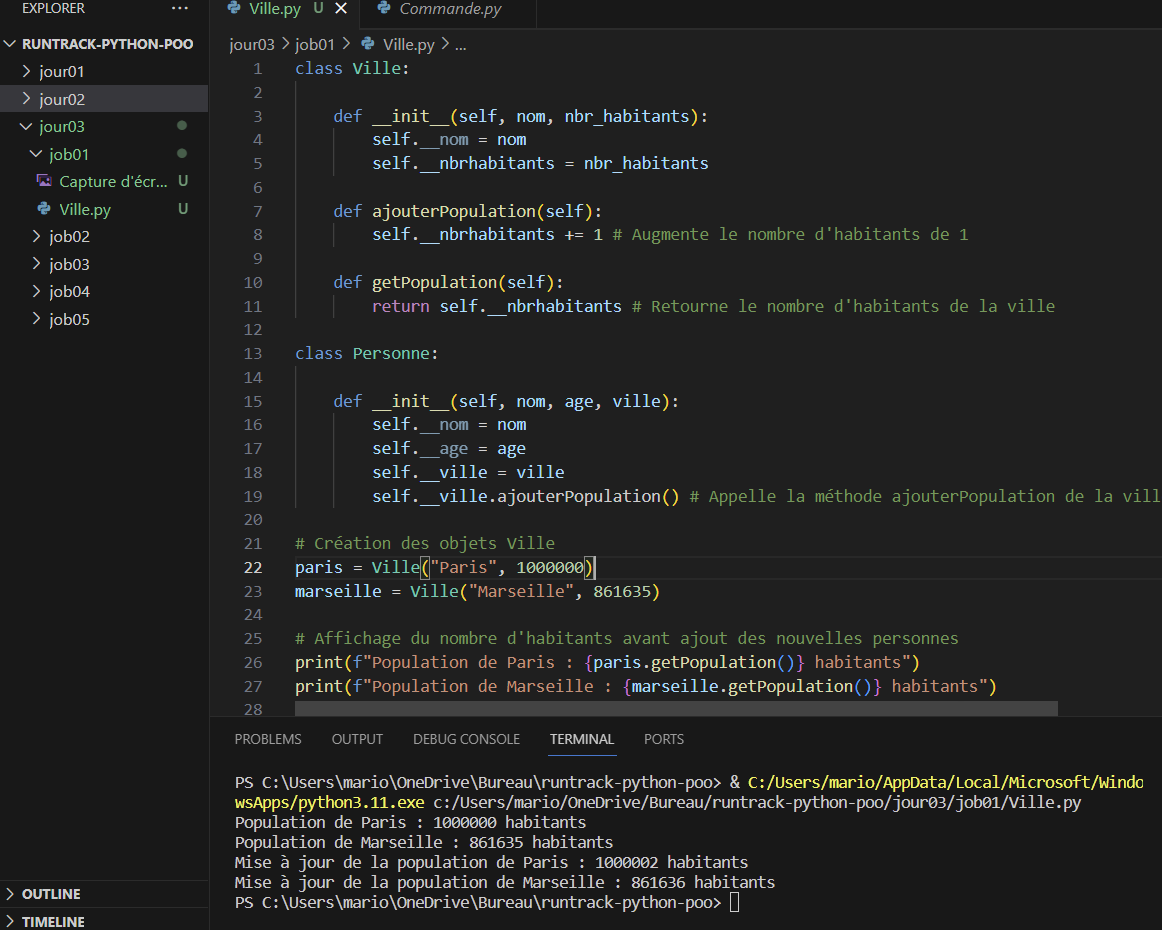 EXPLORER ...
Ville.py U
Commande.py
RUNTRACK-PYTHON-POO
jour01
jour02
jour03
job01
Capture d'écr... U
Ville.py U
job02
job03
job04
job05
OUTLINE
TIMELINE
jour03 > job01 > Ville.py > ...
1 class Ville:
2
3 def __init__(self, nom, nbr_habitants):
4 self.__nom = nom
5 self.__nbrhabitants = nbr_habitants
6
7 def ajouterPopulation(self):
8 self.__nbrhabitants += 1 # Augmente le nombre d'habitants de 1
9
10 def getPopulation(self):
11 return self.__nbrhabitants # Retourne le nombre d'habitants de la ville
12
13 class Personne:
14
15 def __init__(self, nom, age, ville):
16 self.__nom = nom
17 self.__age = age
18 self.__ville = ville
19 self.__ville.ajouterPopulation() # Appelle la méthode ajouterPopulation de la vill
20
21 # Création des objets Ville
22 paris = Ville("Paris", 1000000)
23 marseille = Ville("Marseille", 861635)
24
25 # Affichage du nombre d'habitants avant ajout des nouvelles personnes
26 print(f"Population de Paris : {paris.getPopulation()} habitants")
27 print(f"Population de Marseille : {marseille.getPopulation()} habitants")
28
PROBLEMS OUTPUT DEBUG CONSOLE TERMINAL PORTS
PS C:\Users\mario\OneDrive\Bureau\runtrack-python-poo> & C:/Users/mario/AppData/Local/Microsoft/Windo
wsApps/python3.11.exe c:/Users/mario/OneDrive/Bureau/runtrack-python-poo/jour03/job01/Ville.py
Population de Paris : 1000000 habitants
Population de Marseille : 861635 habitants
Mise à jour de la population de Paris : 1000002 habitants
Mise à jour de la population de Marseille : 861636 habitants
PS C:\Users\mario\OneDrive\Bureau\runtrack-python-poo>